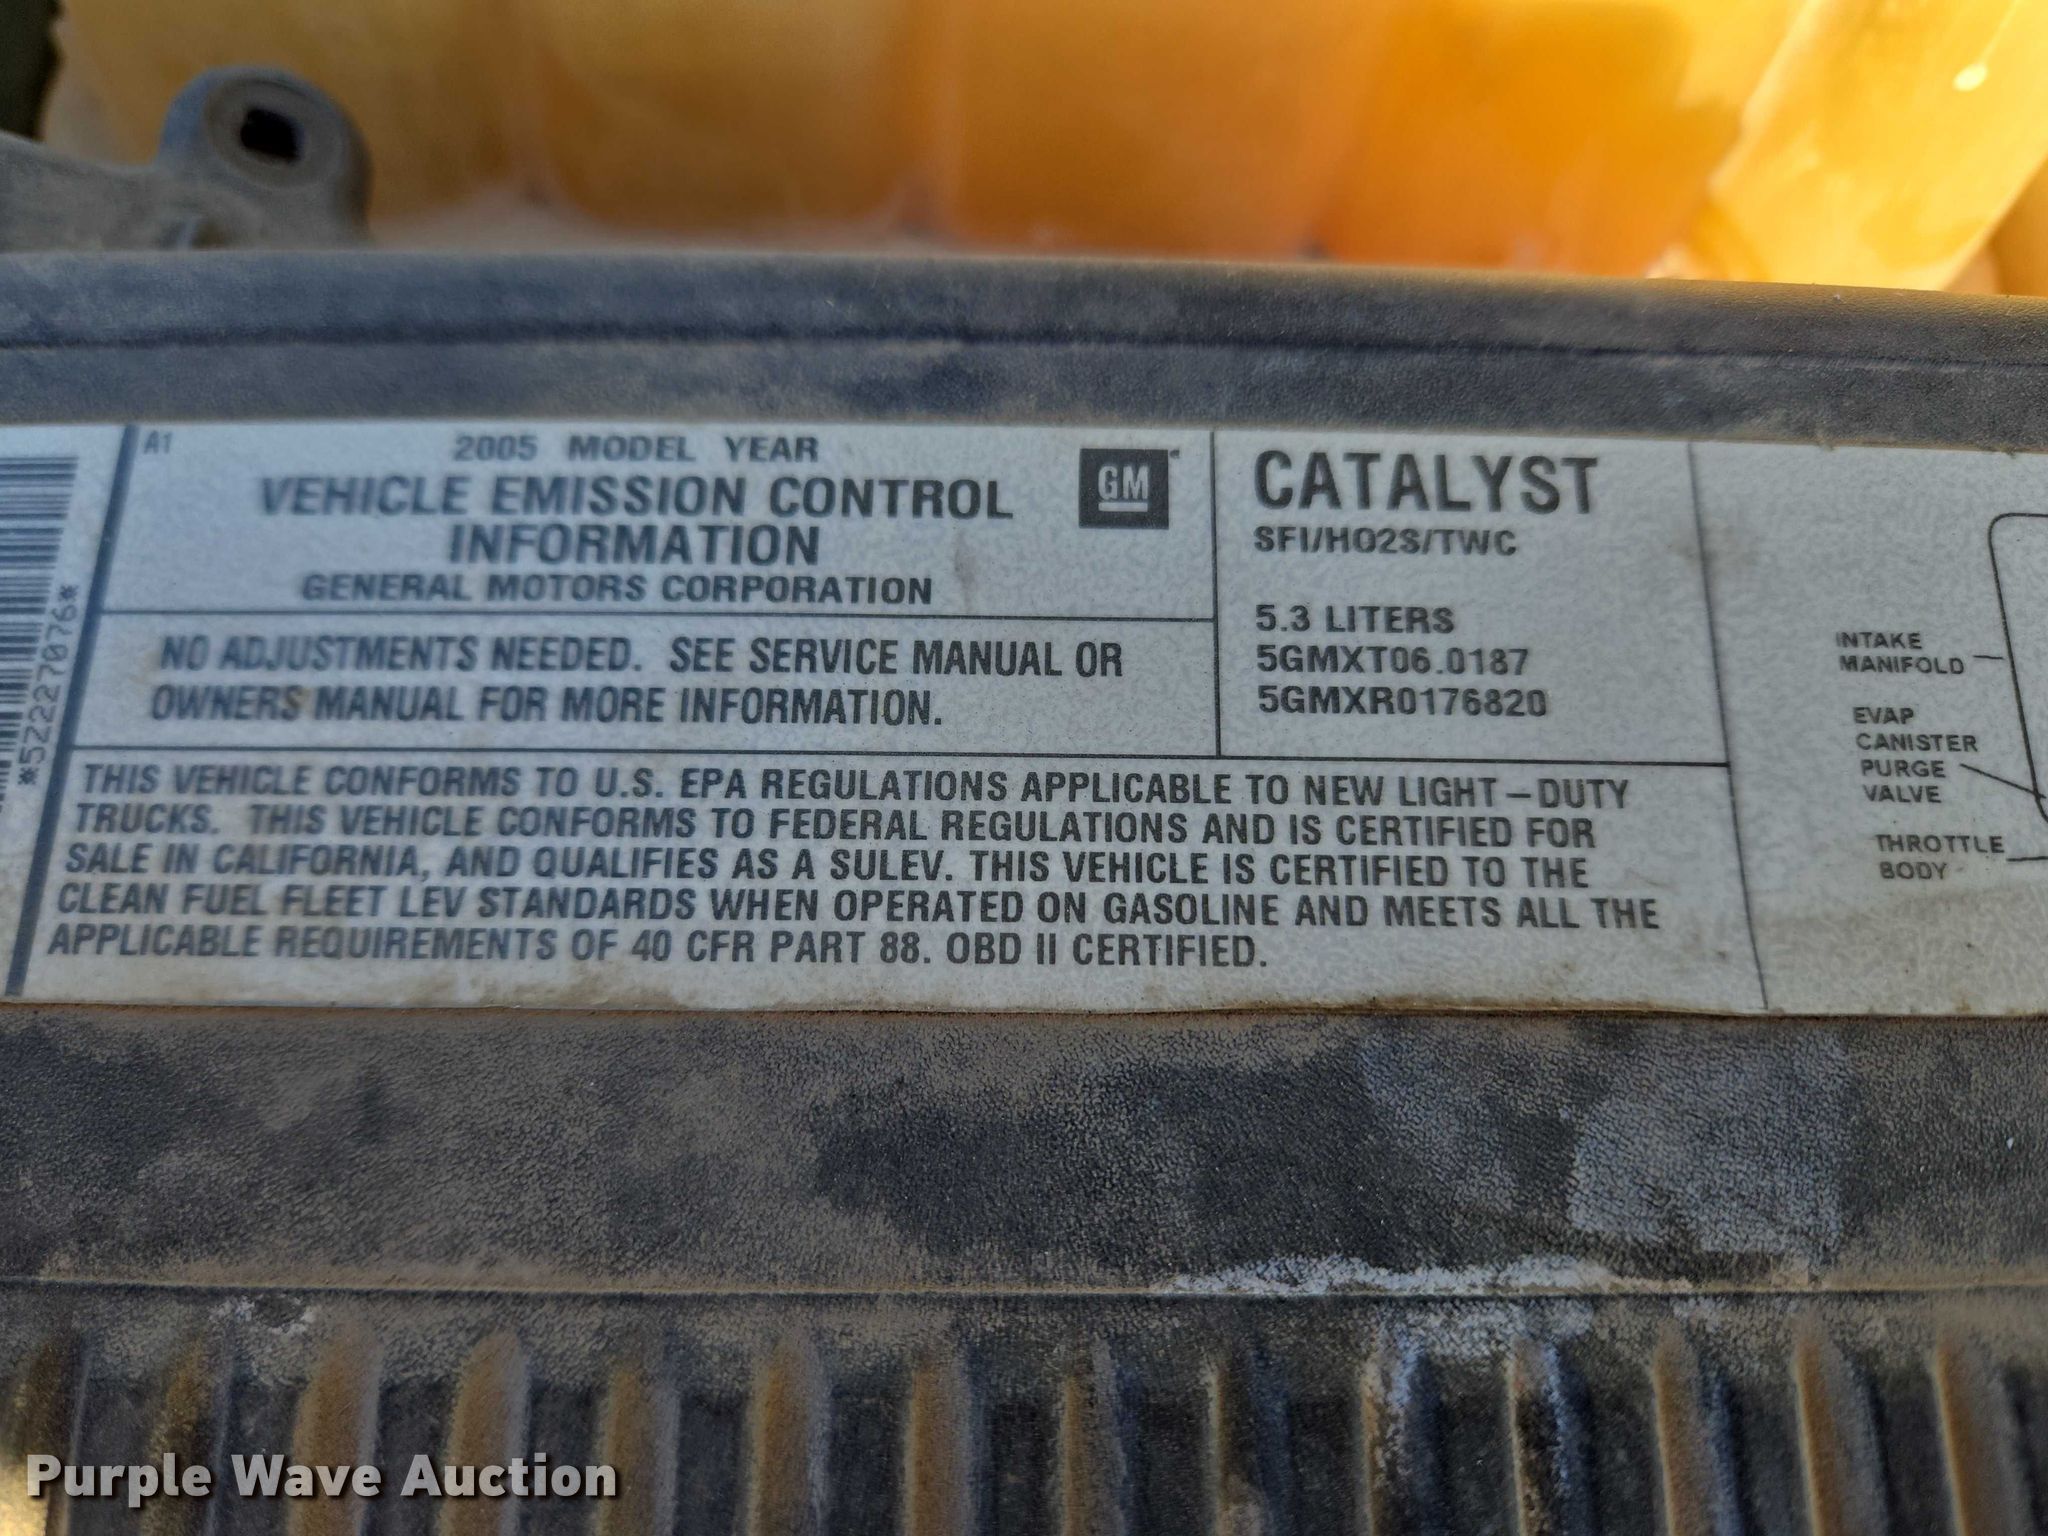 A1
2005 MODEL YEAR
VEHICLE EMISSION CONTROL
INFORMATION
GENERAL MOTORS CORPORATION
GM
NO ADJUSTMENTS NEEDED. SEE SERVICE MANUAL OR
OWNERS MANUAL FOR MORE INFORMATION.
CATALYST
SFI/HO2S/TWC
5.3 LITERS
5GMXT06.0187
5GMXR0176820
THIS VEHICLE CONFORMS TO U.S. EPA REGULATIONS APPLICABLE TO NEW LIGHT-DUTY
TRUCKS. THIS VEHICLE CONFORMS TO FEDERAL REGULATIONS AND IS CERTIFIED FOR
SALE IN CALIFORNIA, AND QUALIFIES AS A SULEV. THIS VEHICLE IS CERTIFIED TO THE
CLEAN FUEL FLEET LEV STANDARDS WHEN OPERATED ON GASOLINE AND MEETS ALL THE
APPLICABLE REQUIREMENTS OF 40 CFR PART 88. OBD II CERTIFIED.
*52227076*
INTAKE
MANIFOLD
EVAP
CANISTER
PURGE
VALVE
THROTTLE
BODY
Purple Wave Auction